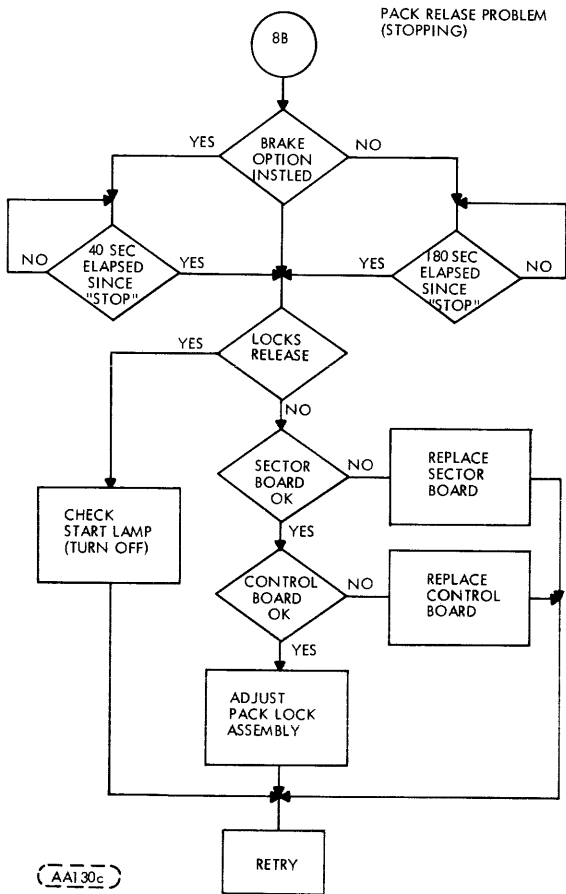 PACK RELASE PROBLEM
(STOPPING)
8B
BRAKE
OPTION
INSTLED
YES
NO
40 SEC
ELAPSED
SINCE
"STOP"
NO
YES
180 SEC
ELAPSED
SINCE
"STOP"
YES
NO
LOCKS
RELEASE
YES
NO
SECTOR
BOARD
OK
NO
YES
REPLACE
SECTOR
BOARD
CHECK
START LAMP
(TURN OFF)
CONTROL
BOARD
OK
NO
YES
REPLACE
CONTROL
BOARD
ADJUST
PACK LOCK
ASSEMBLY
RETRY
AA130c